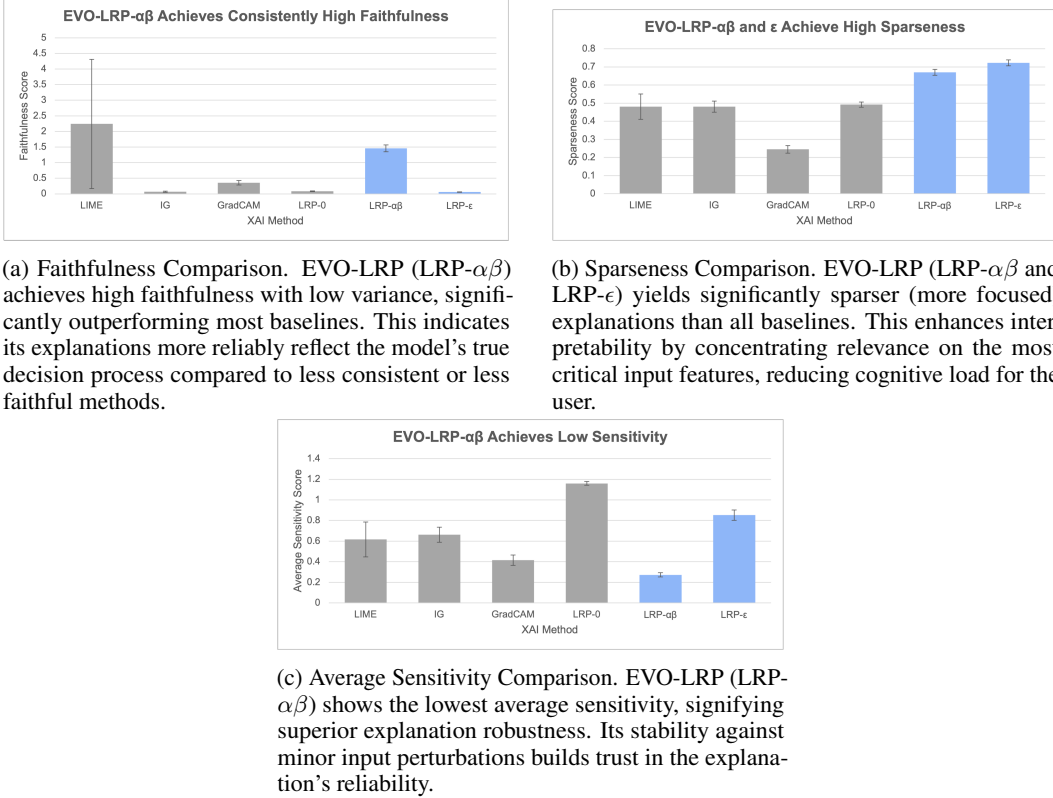 EVO-LRP-αβ Achieves Consistently High Faithfulness
Faithfulness Score
5
4.5
4
3.5
3
2.5
2
1.5
1
0.5
0
LIME IG GradCAM LRP-0 LRP-αβ LRP-ε
XAI Method
(a) Faithfulness Comparison. EVO-LRP (LRP-αβ)
achieves high faithfulness with low variance, signifi-
cantly outperforming most baselines. This indicates
its explanations more reliably reflect the model's true
decision process compared to less consistent or less
faithful methods.
EVO-LRP-αβ and ε Achieve High Sparseness
Sparseness Score
0.8
0.7
0.6
0.5
0.4
0.3
0.2
0.1
0
LIME IG GradCAM LRP-0 LRP-αβ LRP-ε
XAI Method
(b) Sparseness Comparison. EVO-LRP (LRP-αβ and
LRP-ϵ) yields significantly sparser (more focused
explanations than all baselines. This enhances inter
pretability by concentrating relevance on the most
critical input features, reducing cognitive load for the
user.
EVO-LRP-αβ Achieves Low Sensitivity
Average Sensitivity Score
1.4
1.2
1
0.8
0.6
0.4
0.2
0
LIME IG GradCAM LRP-0 LRP-αβ LRP-ε
XAI Method
(c) Average Sensitivity Comparison. EVO-LRP (LRP-
αβ) shows the lowest average sensitivity, signifying
superior explanation robustness. Its stability against
minor input perturbations builds trust in the explana-
tion's reliability.